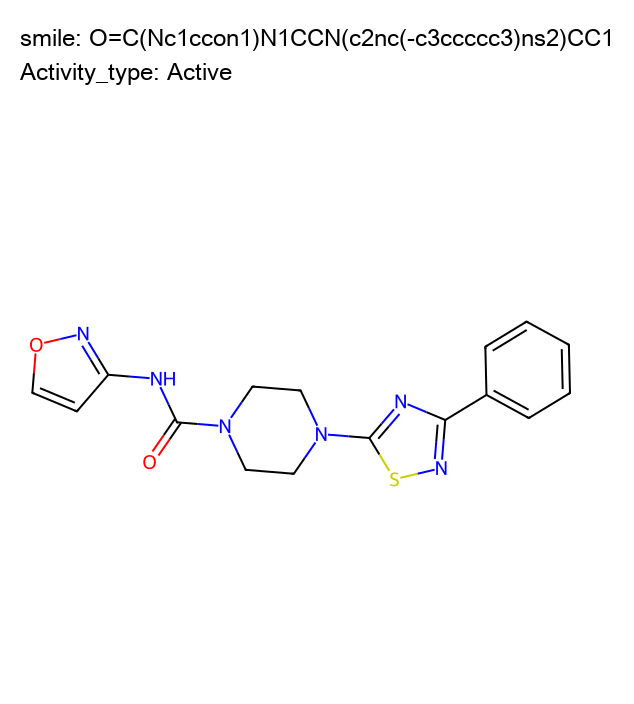 smile: O=C(Nc1ccon1)N1CCN(c2nc(-c3ccccc3)ns2)CC1
Activity_type: Active
N
O
NH
N
N
N
O
N
S